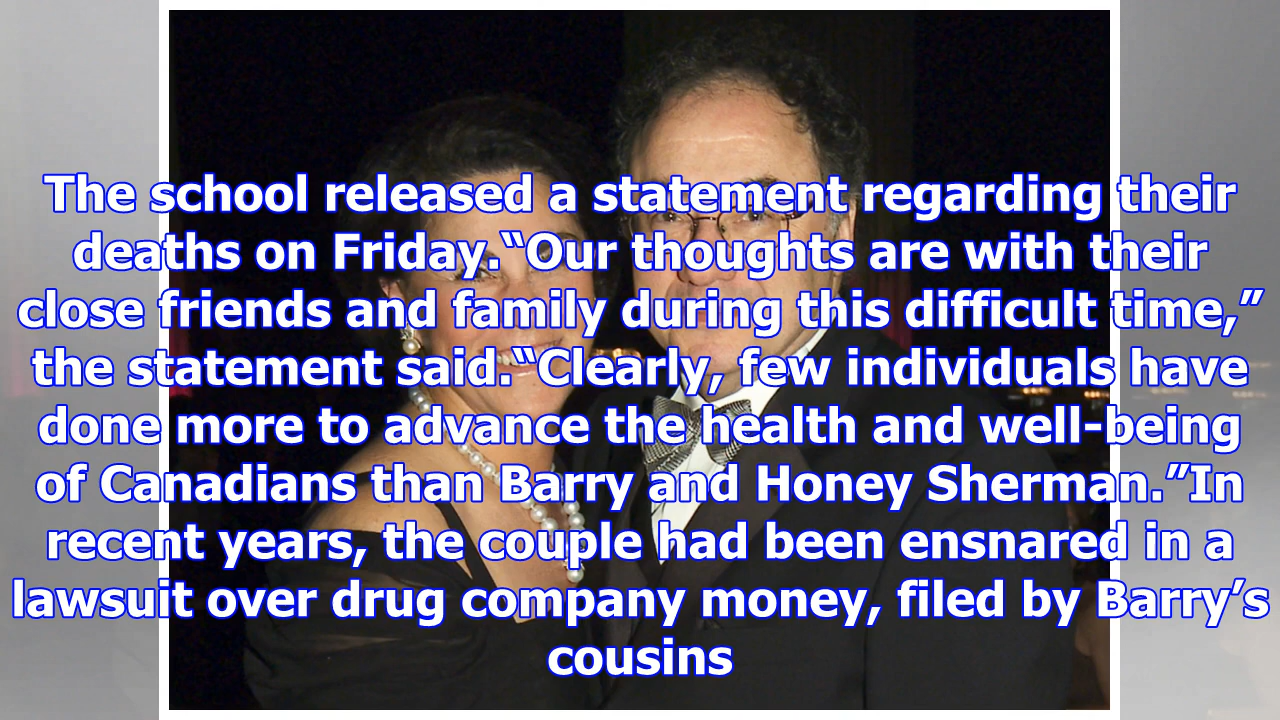 The school released a statement regarding their
deaths on Friday.“Our thoughts are with their
close friends and family during this difficult time,”
the statement said.“Clearly, few individuals have
done more to advance the health and well-being
of Canadians than Barry and Honey Sherman.”In
recent years, the couple had been ensnared in a
lawsuit over drug company money, filed by Barry’s
cousins